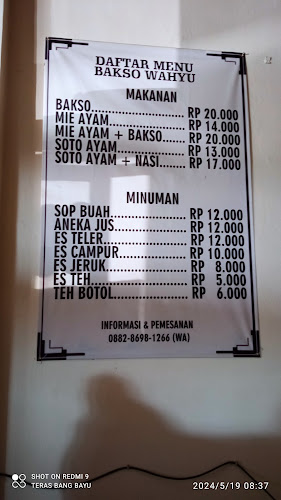 DAFTAR MENU
BAKSO WAHYU
MAKANAN
BAKSO............................ RP 20.000
MIE AYAM....................... RP 14.000
MIE AYAM + BAKSO...... RP 20.000
SOTO AYAM.................... RP 13.000
SOTO AYAM + NASI........ RP 17.000
MINUMAN
SOP BUAH...................... RP 12.000
ANEKA JUS..................... RP 12.000
ES TELER........................ RP 12.000
ES CAMPUR................... RP 10.000
ES JERUK....................... RP 8.000
ES TEH............................ RP 5.000
TEH BOTOL..................... RP 6.000
INFORMASI & PEMESANAN
0882-8698-1266 (WA)
SHOT ON REDMI 9
TERAS BANG BAYU
2024/5/19 08:37